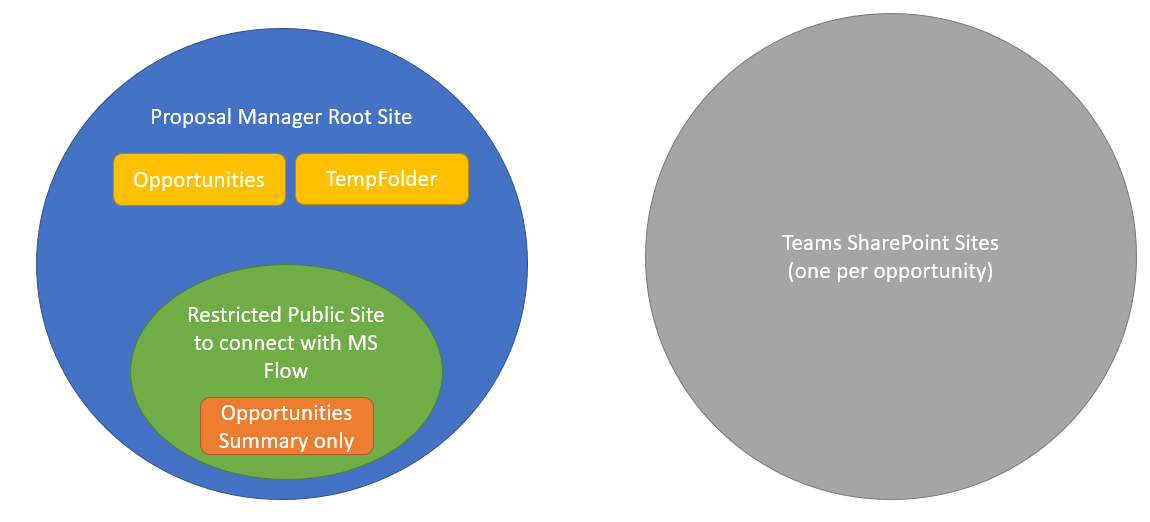 Proposal Manager Root Site
Opportunities
TempFolder
Restricted Public Site
to connect with MS
Flow
Opportunities
Summary only
Teams SharePoint Sites
(one per opportunity)